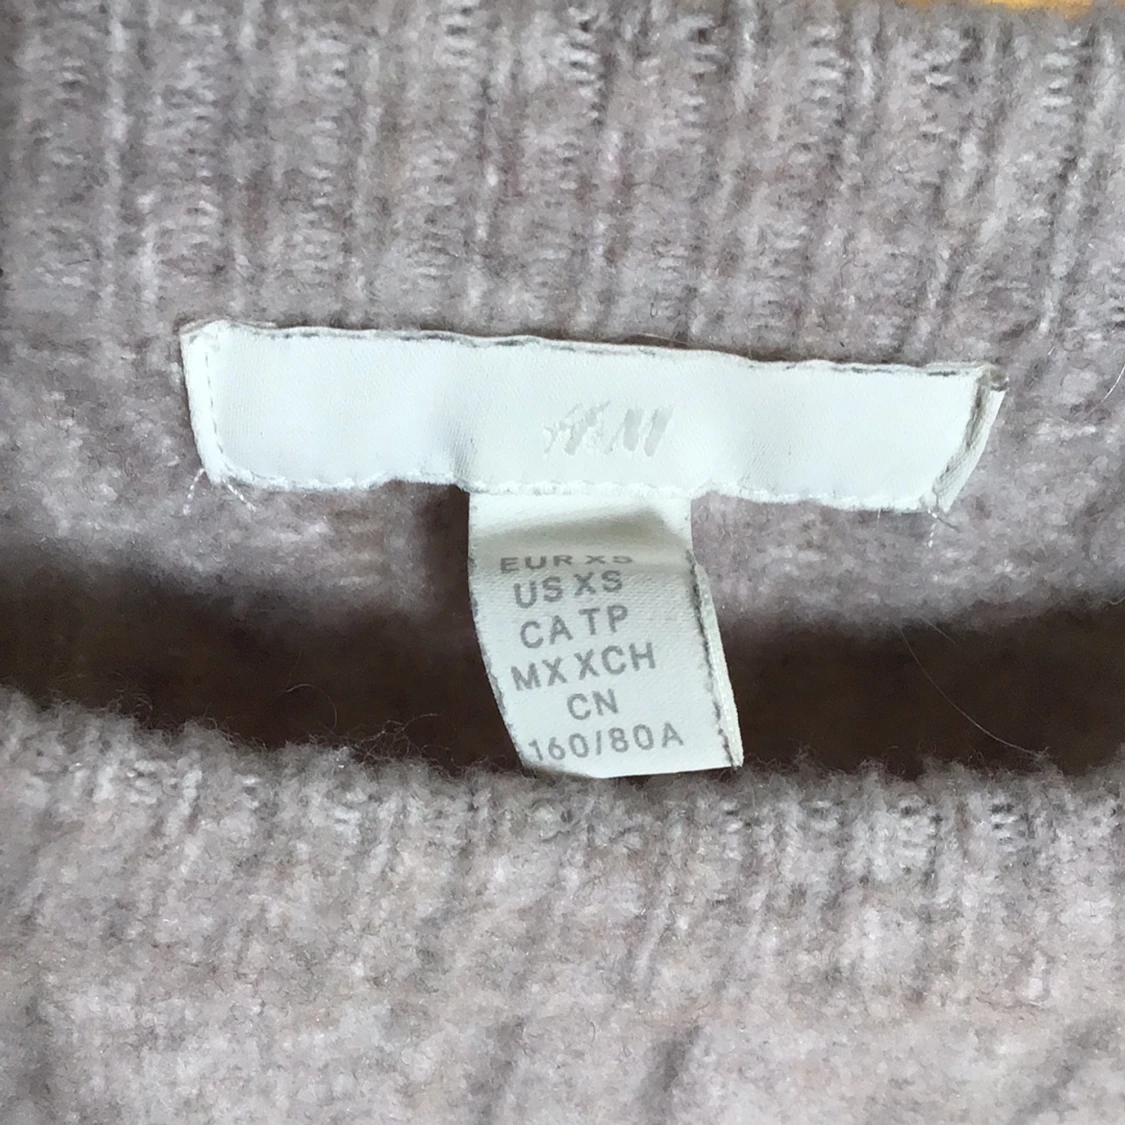 H&M
EUR XS
US XS
CA TP
MX XCH
CN
160/80A